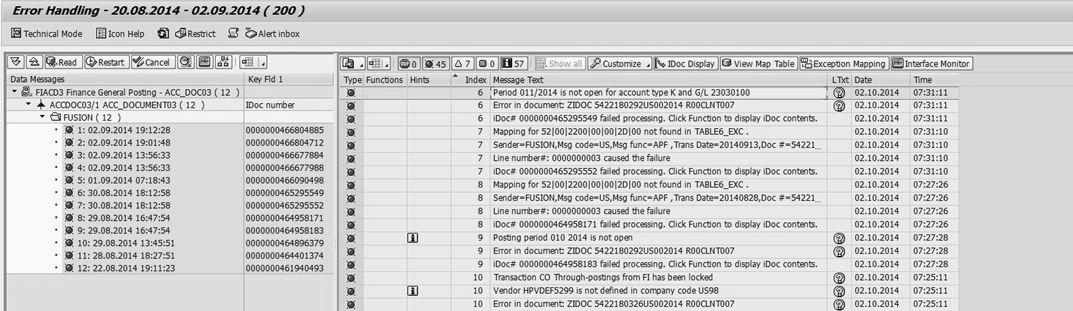 Error Handling - 20.08.2014 - 02.09.2014 ( 200 )
Technical Mode Icon Help Restrict Alert inbox
Read Restart Cancel
0 45 7 0 57 Show all Customize IDoc Display View Map Table Exception Mapping Interface Monitor
Data Messages Key Fld 1
FIACD3 Finance General Posting - ACC_DOC03 ( 12 )
ACCDOC03/1 ACC_DOCUMENT03 ( 12 ) IDoc number
FUSION ( 12 )
1: 02.09.2014 19:12:28 0000000466804885
2: 02.09.2014 19:01:48 0000000466804712
3: 02.09.2014 13:56:33 0000000466677884
4: 02.09.2014 13:56:33 0000000466677988
5: 01.09.2014 07:18:43 0000000466090498
6: 30.08.2014 18:12:58 0000000465295549
7: 30.08.2014 18:12:58 0000000465295552
8: 29.08.2014 16:47:54 0000000464958171
9: 29.08.2014 16:47:54 0000000464958183
10: 29.08.2014 13:45:51 0000000464896379
11: 28.08.2014 18:27:51 0000000464401374
12: 22.08.2014 19:11:23 0000000461940493
Type Functions Hints Index Message Text LTxt Date Time
6 Period 011/2014 is not open for account type K and G/L 23030100 02.10.2014 07:31:11
6 Error in document: ZIDOC 5422180292US002014 R00CLNT007 02.10.2014 07:31:11
6 iDoc# 0000000465295549 failed processing. Click Function to display iDoc contents. 02.10.2014 07:31:11
7 Mapping for 52|00|2200|00|00|2D|00 not found in TABLE6_EXC . 02.10.2014 07:31:10
7 Sender=FUSION,Msg code=US,Msg func=APF ,Trans Date=20140913,Doc #=54221... 02.10.2014 07:31:10
7 Line number#: 0000000003 caused the failure 02.10.2014 07:31:10
7 iDoc# 0000000465295552 failed processing. Click Function to display iDoc contents. 02.10.2014 07:31:10
8 Mapping for 52|00|2200|00|00|2D|00 not found in TABLE6_EXC . 02.10.2014 07:27:26
8 Sender=FUSION,Msg code=US,Msg func=APF ,Trans Date=20140828,Doc #=54221... 02.10.2014 07:27:26
8 Line number#: 0000000003 caused the failure 02.10.2014 07:27:26
8 iDoc# 0000000464958171 failed processing. Click Function to display iDoc contents. 02.10.2014 07:27:26
9 Posting period 010 2014 is not open 02.10.2014 07:27:28
9 Error in document: ZIDOC 5422180292US002014 R00CLNT007 02.10.2014 07:27:28
9 iDoc# 0000000464958183 failed processing. Click Function to display iDoc contents. 02.10.2014 07:27:28
10 Transaction CO Through-postings from FI has been locked 02.10.2014 07:25:11
10 Vendor HPVDEF5299 is not defined in company code US98 02.10.2014 07:25:11
10 Error in document: ZIDOC 5422180326US002014 R00CLNT007 02.10.2014 07:25:11